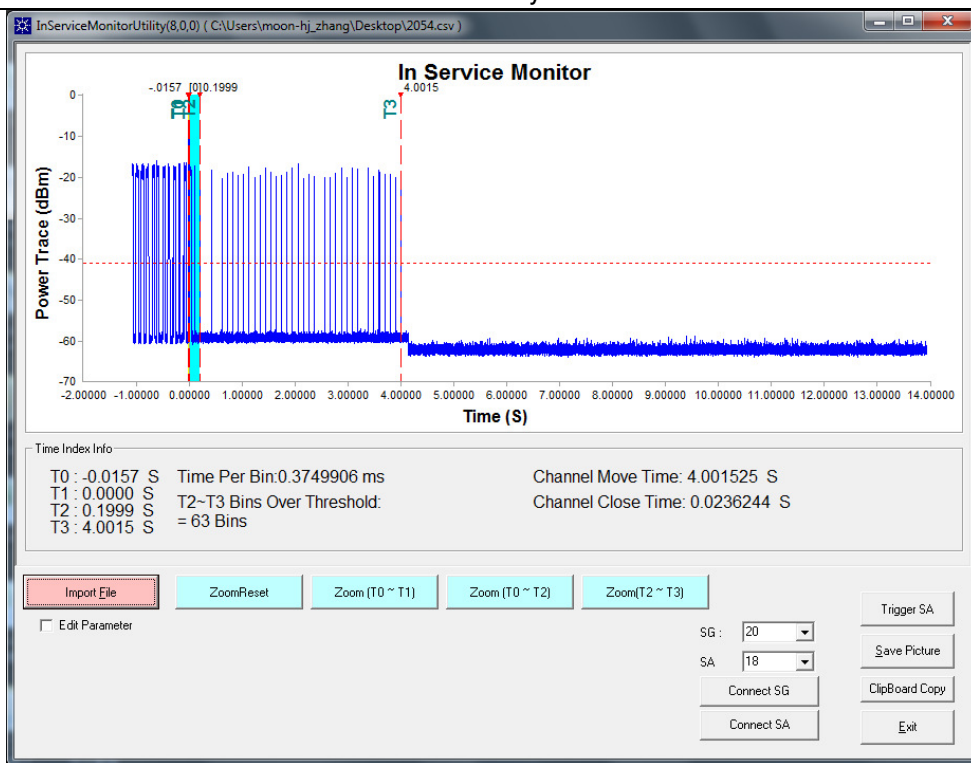 InServiceMonitorUtility(8,0,0) ( C:\Users\moon-hj_zhang\Desktop\2054.csv )
In Service Monitor
-.0157 [0]0.1999 4.0015
T2 T3
Power Trace (dBm)
0
-10
-20
-30
-40
-50
-60
-70
-2.00000 -1.00000 0.00000 1.00000 2.00000 3.00000 4.00000 5.00000 6.00000 7.00000 8.00000 9.00000 10.00000 11.00000 12.00000 13.00000 14.00000
Time (S)
Time Index Info
T0 : -0.0157 S
T1 : 0.0000 S
T2 : 0.1999 S
T3 : 4.0015 S
Time Per Bin:0.3749906 ms
T2~T3 Bins Over Threshold:
= 63 Bins
Channel Move Time: 4.001525 S
Channel Close Time: 0.0236244 S
Import File ZoomReset Zoom (T0 ~ T1) Zoom (T0 ~ T2) Zoom(T2 ~ T3)
Edit Parameter
SG : 20
SA 18
Connect SG
Connect SA
Trigger SA
Save Picture
ClipBoard Copy
Exit